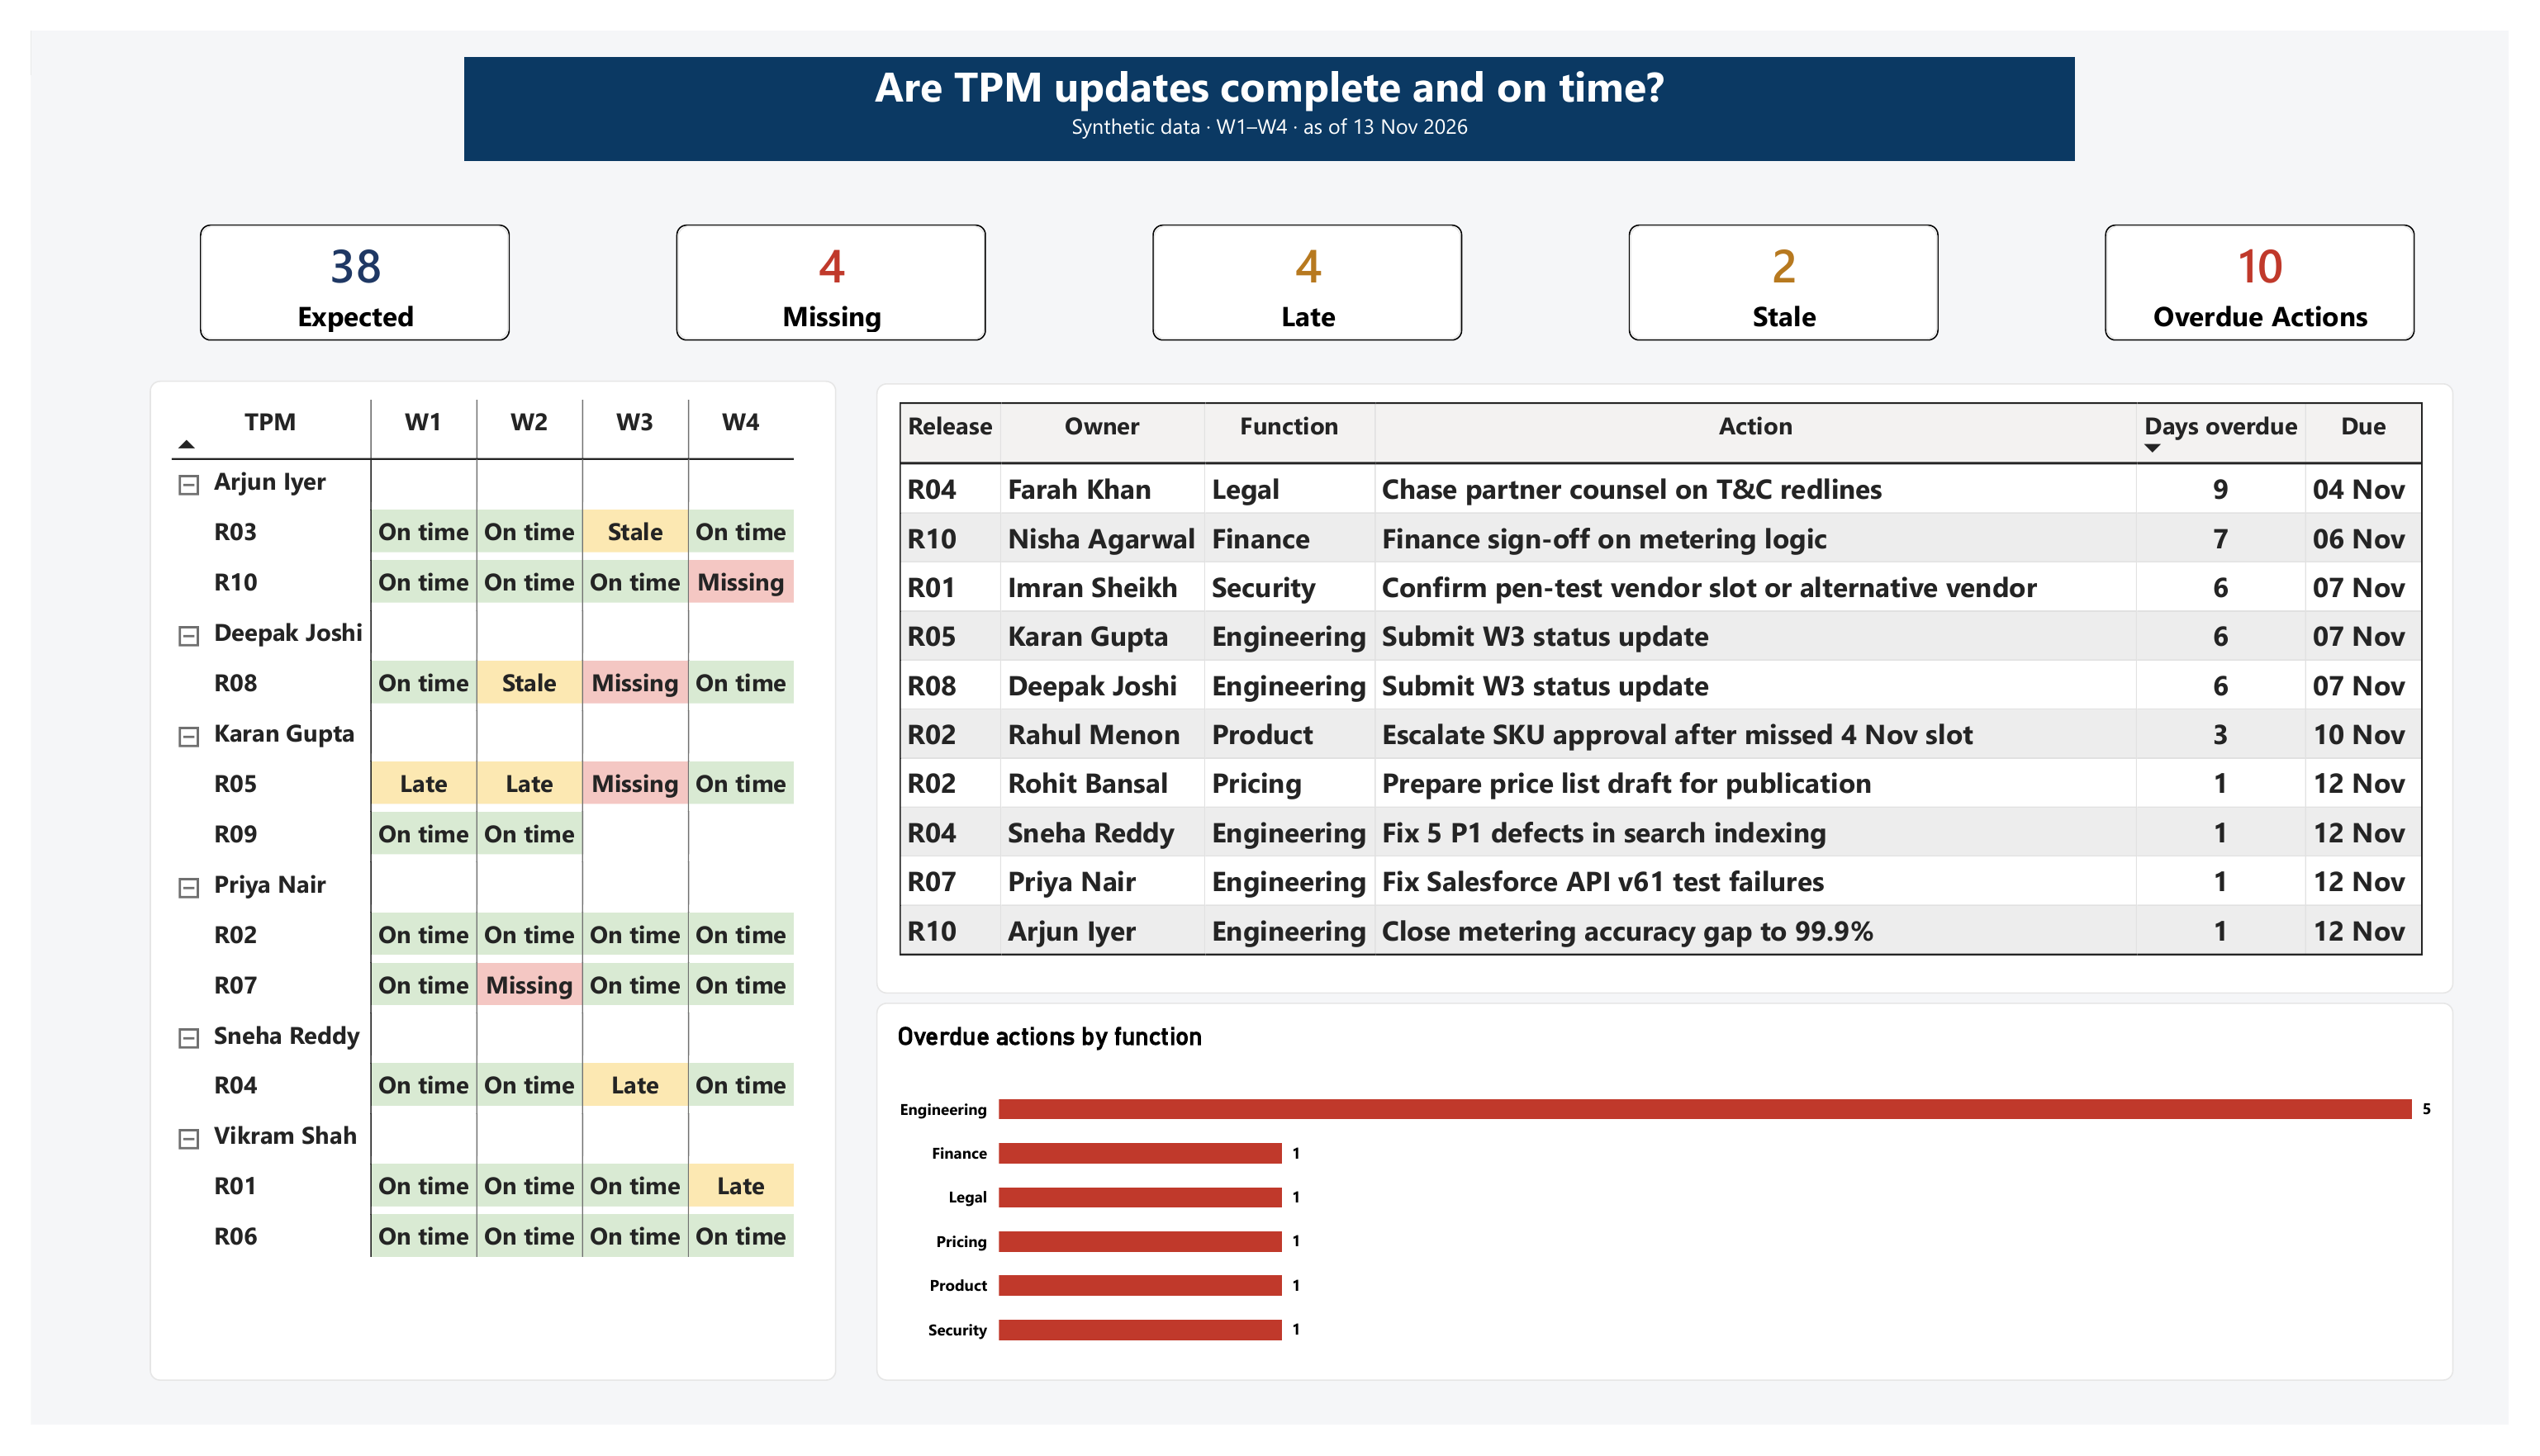 Are TPM updates complete and on time?
Synthetic data · W1–W4 · as of 13 Nov 2026
38
Expected
4
Missing
4
Late
2
Stale
10
Overdue Actions
TPM W1 W2 W3 W4
Arjun Iyer
R03 On time On time Stale On time
R10 On time On time On time Missing
Deepak Joshi
R08 On time Stale Missing On time
Karan Gupta
R05 Late Late Missing On time
R09 On time On time
Priya Nair
R02 On time On time On time On time
R07 On time Missing On time On time
Sneha Reddy
R04 On time On time Late On time
Vikram Shah
R01 On time On time On time Late
R06 On time On time On time On time
Release Owner Function Action Days overdue Due
R04 Farah Khan Legal Chase partner counsel on T&C redlines 9 04 Nov
R10 Nisha Agarwal Finance Finance sign-off on metering logic 7 06 Nov
R01 Imran Sheikh Security Confirm pen-test vendor slot or alternative vendor 6 07 Nov
R05 Karan Gupta Engineering Submit W3 status update 6 07 Nov
R08 Deepak Joshi Engineering Submit W3 status update 6 07 Nov
R02 Rahul Menon Product Escalate SKU approval after missed 4 Nov slot 3 10 Nov
R02 Rohit Bansal Pricing Prepare price list draft for publication 1 12 Nov
R04 Sneha Reddy Engineering Fix 5 P1 defects in search indexing 1 12 Nov
R07 Priya Nair Engineering Fix Salesforce API v61 test failures 1 12 Nov
R10 Arjun Iyer Engineering Close metering accuracy gap to 99.9% 1 12 Nov
Overdue actions by function
Engineering 5
Finance 1
Legal 1
Pricing 1
Product 1
Security 1